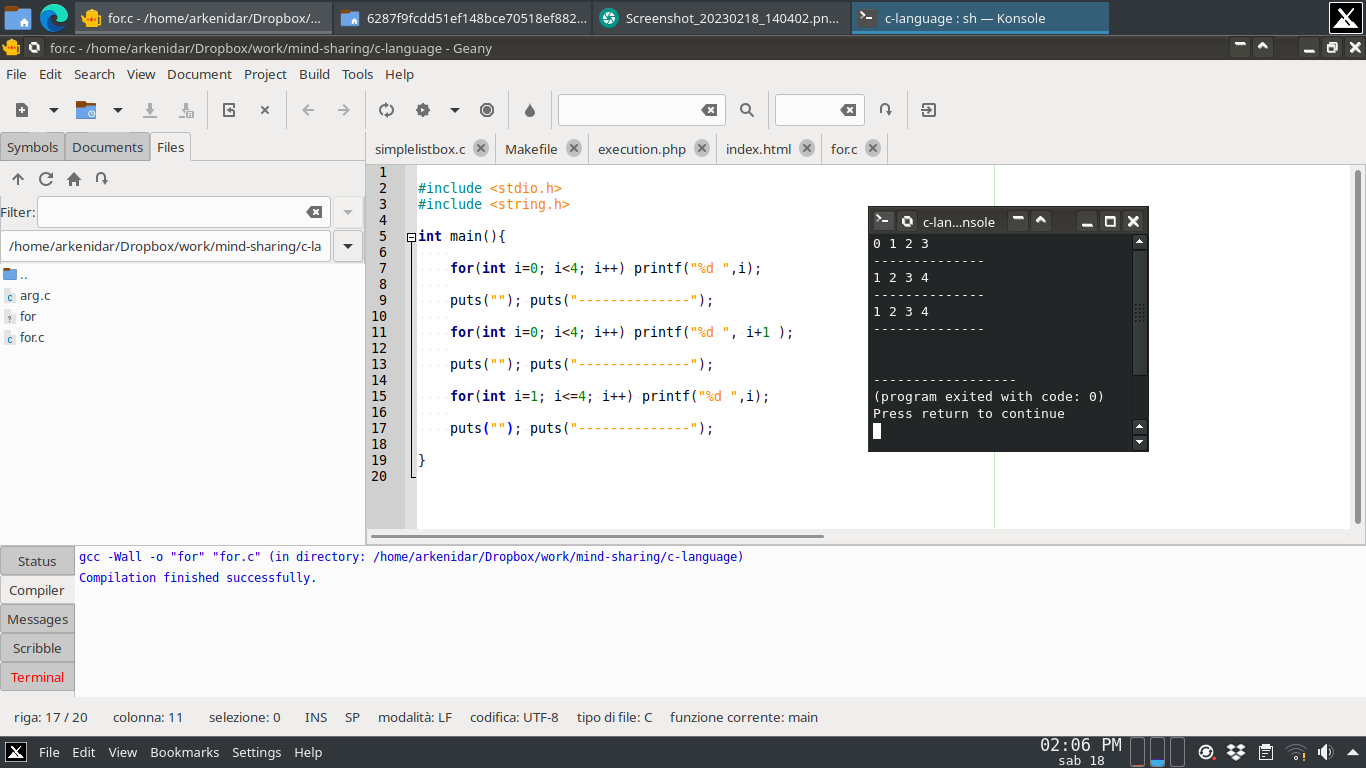 for.c - /home/arkenidar/Dropbox/...
6287f9fcdd51ef148bce70518ef882...
Screenshot_20230218_140402.pn...
c-language : sh — Konsole
for.c - /home/arkenidar/Dropbox/work/mind-sharing/c-language - Geany
File Edit Search View Document Project Build Tools Help
Symbols Documents Files
simplelistbox.c Makefile execution.php index.html for.c
Filter:
/home/arkenidar/Dropbox/work/mind-sharing/c-la
..
arg.c
for
for.c
1
2 #include <stdio.h>
3 #include <string.h>
4
5 int main(){
6
7 for(int i=0; i<4; i++) printf("%d ",i);
8
9 puts(""); puts("--------------");
10
11 for(int i=0; i<4; i++) printf("%d ", i+1 );
12
13 puts(""); puts("--------------");
14
15 for(int i=1; i<=4; i++) printf("%d ",i);
16
17 puts(""); puts("--------------");
18
19 }
20
c-lan...nsole
0 1 2 3
--------------
1 2 3 4
--------------
1 2 3 4
--------------
------------------
(program exited with code: 0)
Press return to continue
Status
Compiler
Messages
Scribble
Terminal
gcc -Wall -o "for" "for.c" (in directory: /home/arkenidar/Dropbox/work/mind-sharing/c-language)
Compilation finished successfully.
riga: 17 / 20 colonna: 11 selezione: 0 INS SP modalità: LF codifica: UTF-8 tipo di file: C funzione corrente: main
File Edit View Bookmarks Settings Help
02:06 PM
sab 18